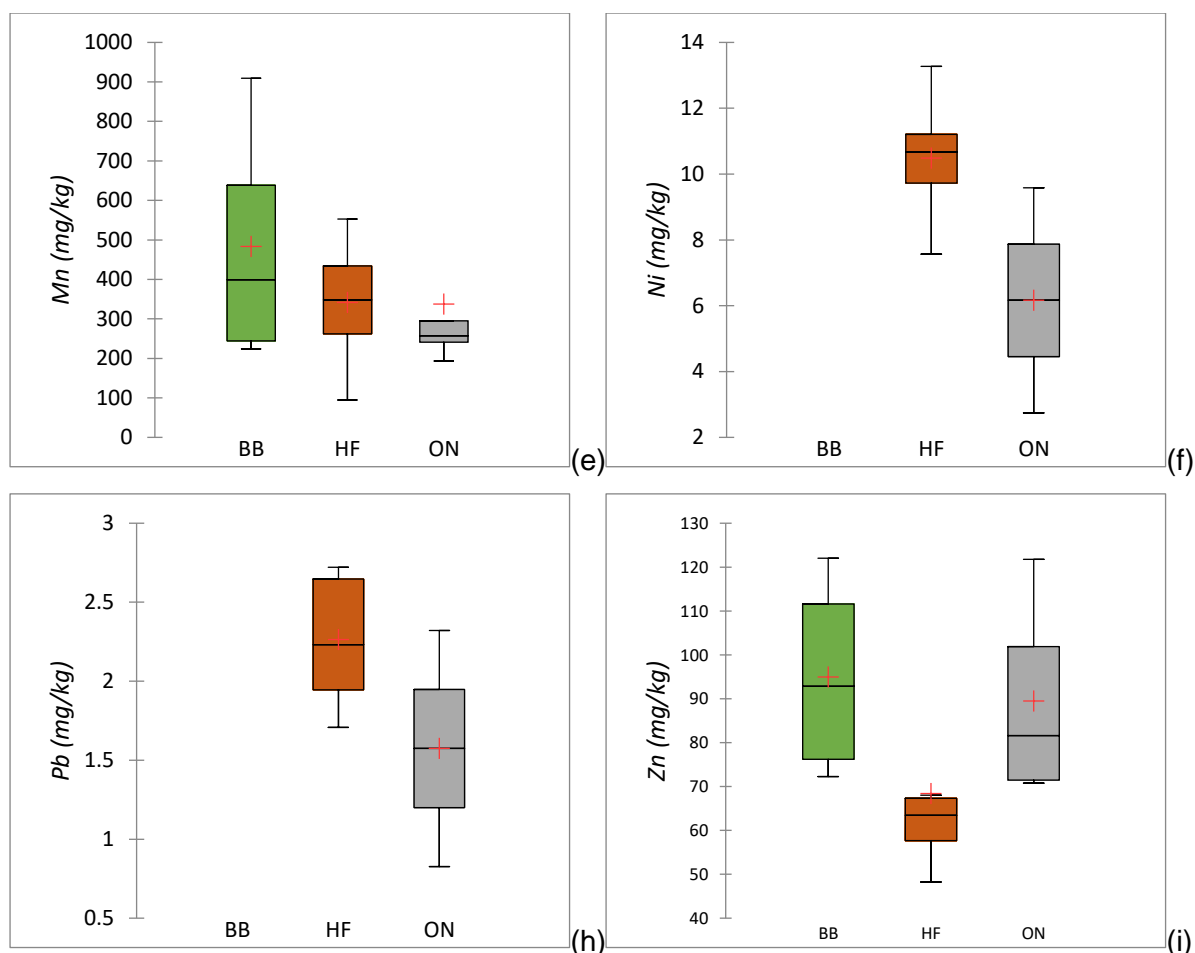 Mn (mg/kg)
1000
900
800
700
600
500
400
300
200
100
0
BB HF ON
(e)
Ni (mg/kg)
14
12
10
8
6
4
2
BB HF ON
(f)
Pb (mg/kg)
3
2.5
2
1.5
1
0.5
BB HF ON
(h)
Zn (mg/kg)
130
120
110
100
90
80
70
60
50
40
BB HF ON
(i)